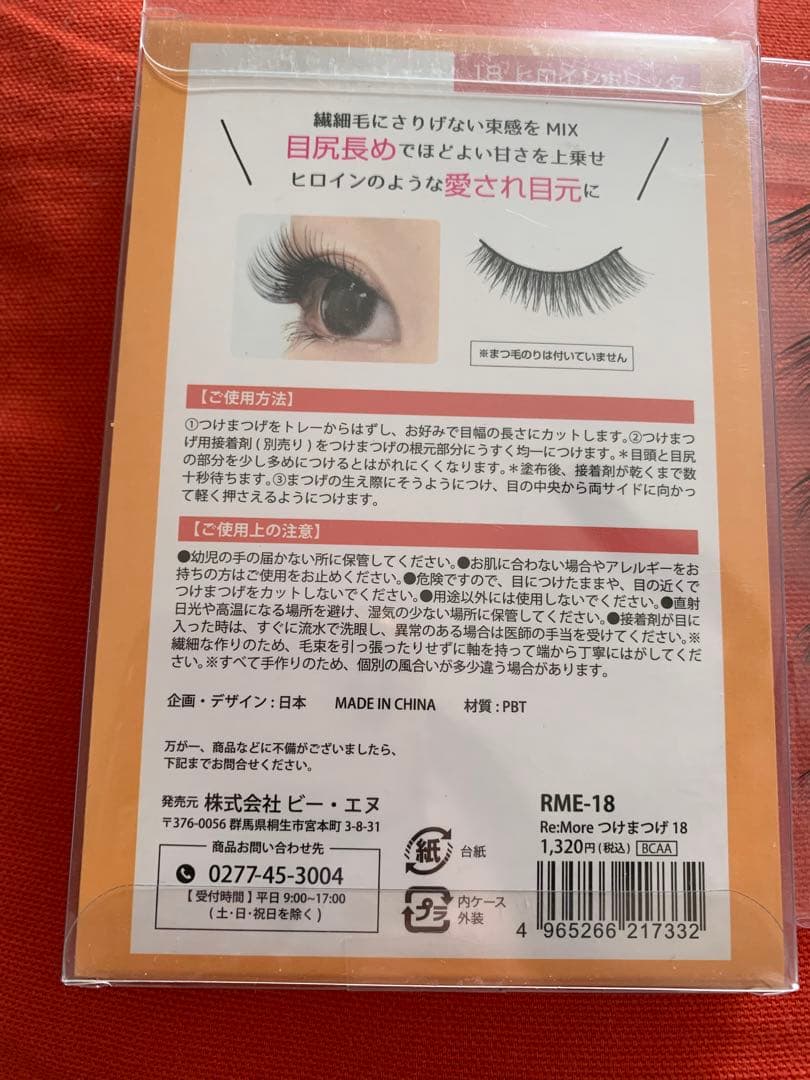 18 ヒロインホリック
繊細毛にさりげない束感を MIX
目尻長めでほどよい甘さを上乗せ
ヒロインのような愛され目元に
※まつ毛のりは付いていません
【ご使用方法】
①つけまつげをトレーからはずし、お好みで目幅の長さにカットします。②つけまつ
げ用接着剤 ( 別売り ) をつけまつげの根元部分にうすく均一につけます。＊目頭と目尻
の部分を少し多めにつけるとはがれにくくなります。＊塗布後、接着剤が乾くまで数
十秒待ちます。③まつげの生え際にそうようにつけ、目の中央から両サイドに向かっ
て軽く押さえるようにつけます。
【ご使用上の注意】
●幼児の手の届かない所に保管してください。●お肌に合わない場合やアレルギーをお
持ちの方はご使用をお止めください。●危険ですので、目につけたままや、目の近くで
つけまつげをカットしないでください。●用途以外には使用しないでください。●直射
日光や高温になる場所を避け、湿気の少ない場所に保管してください。●接着剤が目に
入った時は、すぐに流水で洗眼し、異常のある場合は医師の手当を受けてください。※
繊細な作りのため、毛束を引っ張ったりせずに軸を持って端から丁寧にはがしてくだ
さい。※すべて手作りのため、個別の風合いが多少違う場合があります。
企画・デザイン : 日本 MADE IN CHINA 材質 : PBT
万が一、商品などに不備がございましたら、
下記までお問合せください。
発売元 株式会社 ビー・エヌ
〒376-0056 群馬県桐生市宮本町 3-8-31
商品お問い合わせ先
0277-45-3004
【 受付時間 】 平日 9:00~17:00
( 土・日・祝日を除く )
紙 台紙
プラ 内ケース
外装
RME-18
Re:More つけまつげ 18
1,320円 (税込) BCAA
4 965266 217332